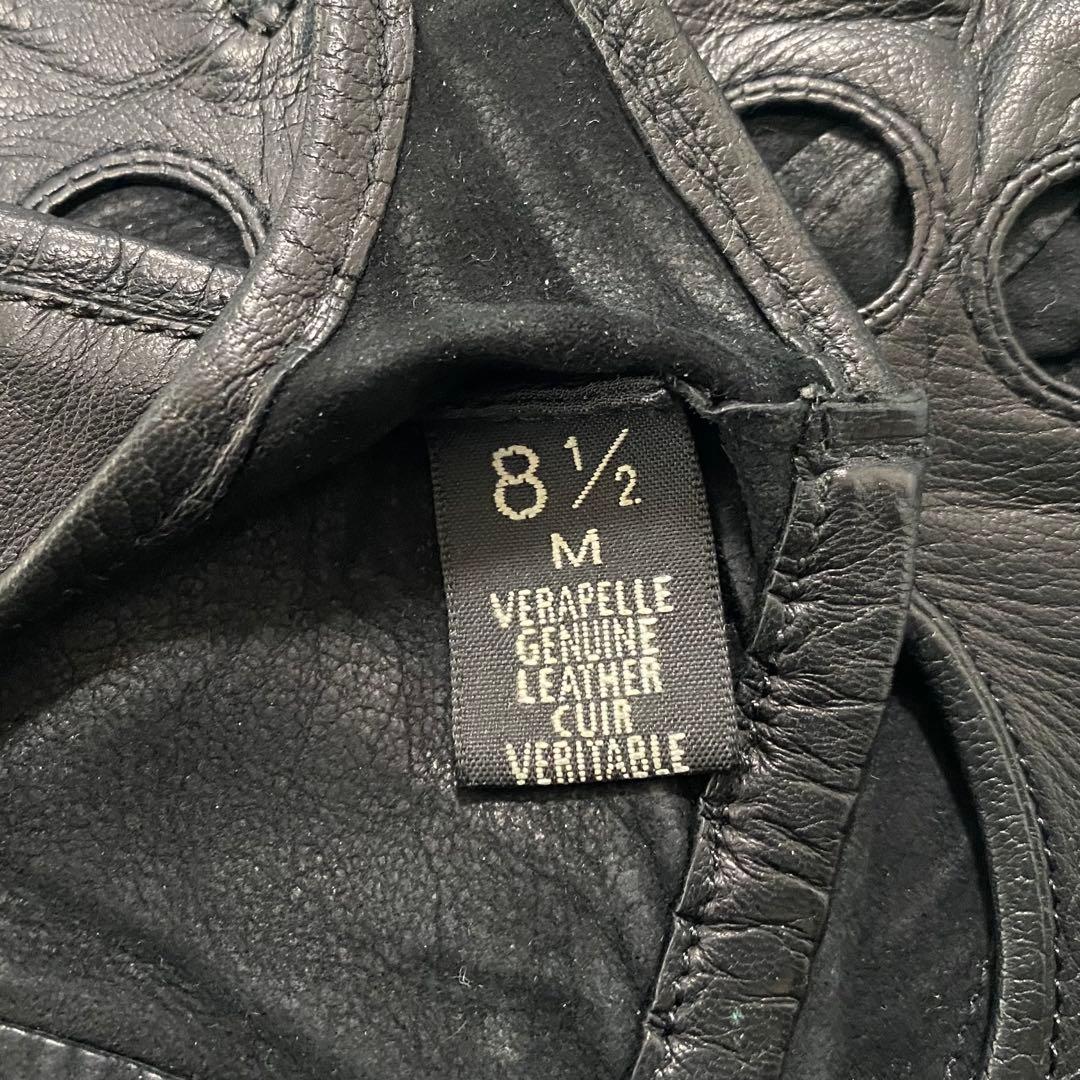 8 1/2
M
VERAPELLE
GENUINE
LEATHER
CUIR
VERITABLE